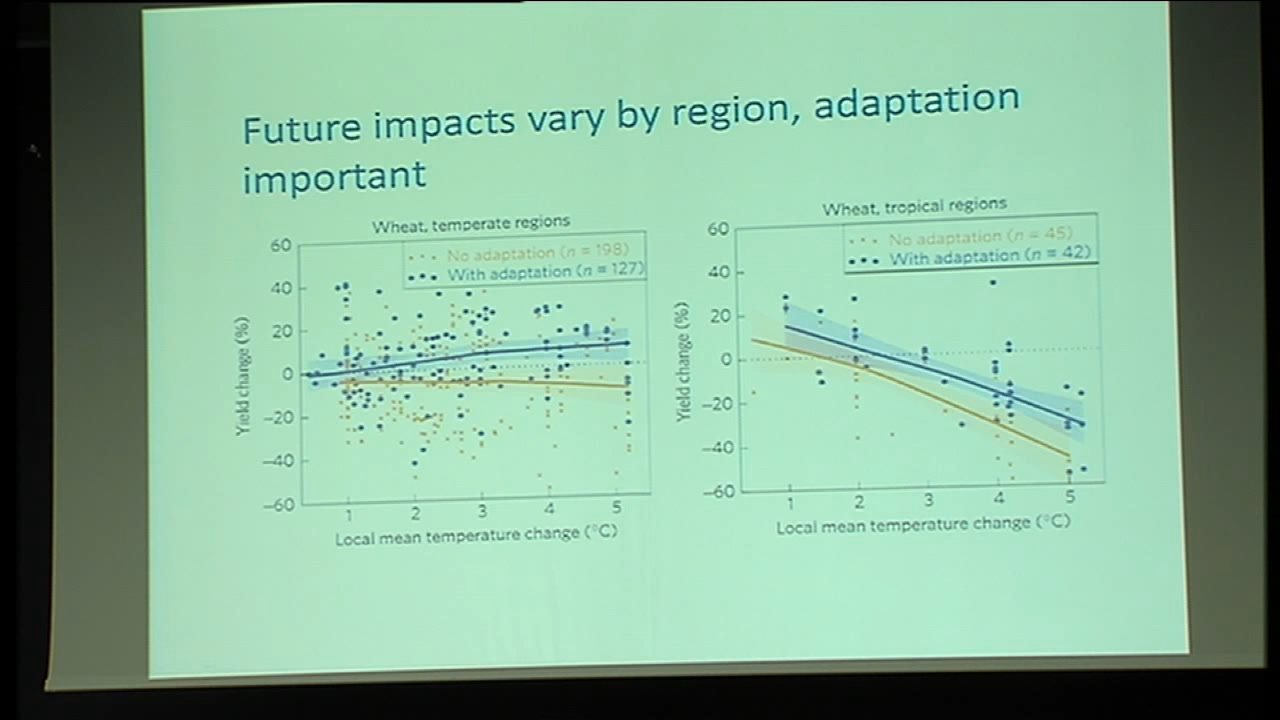 Future impacts vary by region, adaptation
important
Wheat, temperate regions
No adaptation (n = 198)
With adaptation (n = 127)
60
40
20
0
−20
−40
−60
Yield change (%)
1 2 3 4 5
Local mean temperature change (°C)
Wheat, tropical regions
No adaptation (n = 45)
With adaptation (n = 42)
60
40
20
0
−20
−40
−60
Yield change (%)
1 2 3 4 5
Local mean temperature change (°C)